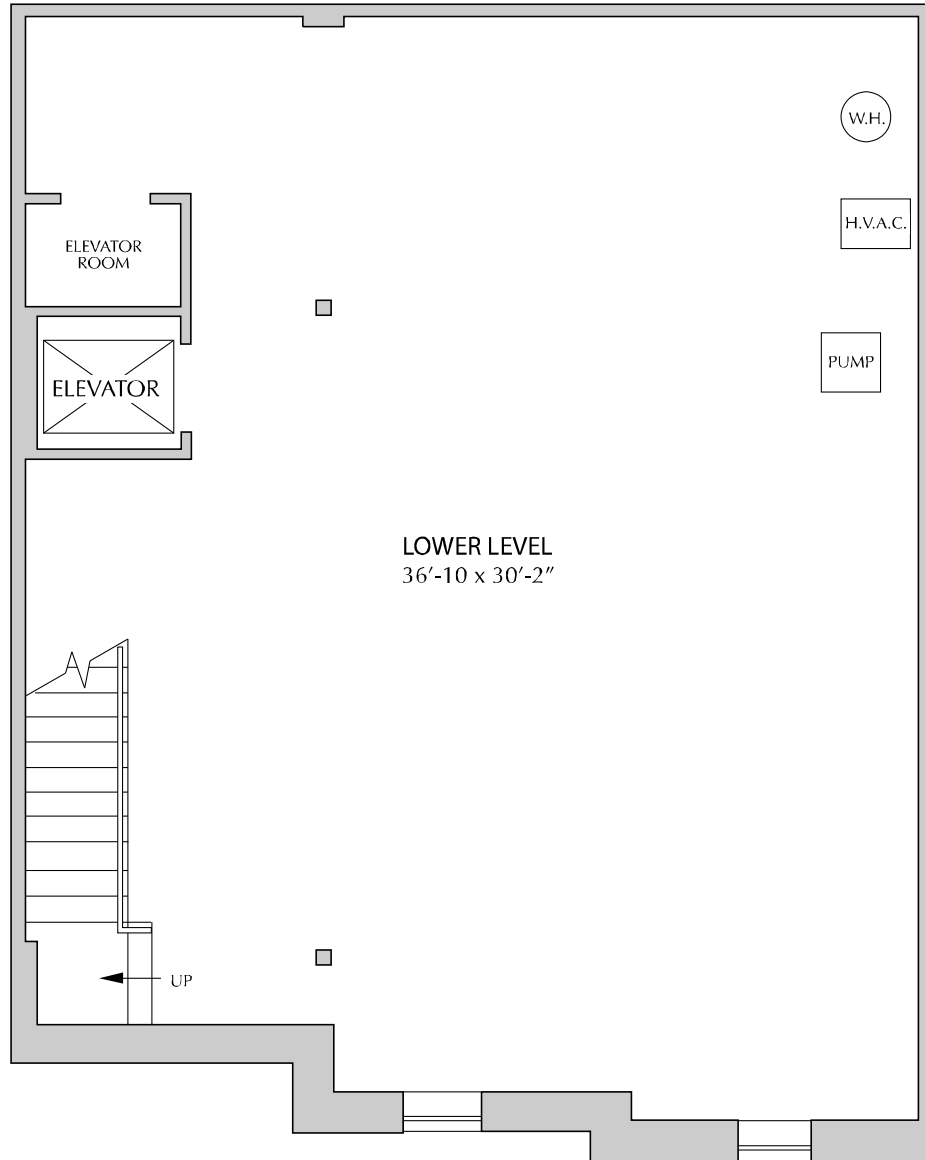 W.H.
H.V.A.C.
ELEVATOR
ROOM
PUMP
ELEVATOR
LOWER LEVEL
36′-10 x 30′-2″
UP